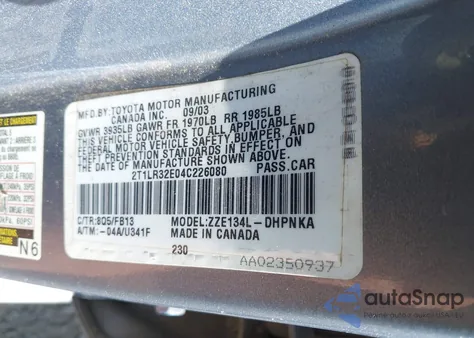 MFD.BY:TOYOTA MOTOR MANUFACTURING
CANADA INC. 09/03
GVWR 3935LB GAWR FR 1970LB RR 1985LB
THIS VEHICLE CONFORMS TO ALL APPLICABLE
FEDERAL MOTOR VEHICLE SAFETY, BUMPER, AND
THEFT PREVENTION STANDARDS IN EFFECT ON
THE DATE OF MANUFACTURE SHOWN ABOVE.
2T1LR32E04C226080 PASS.CAR
C/TR:8Q5/FB13 MODEL:ZZE134L-DHPNKA
A/TM:-04A/U341F MADE IN CANADA
230
AA02350937
N6
autoSnap